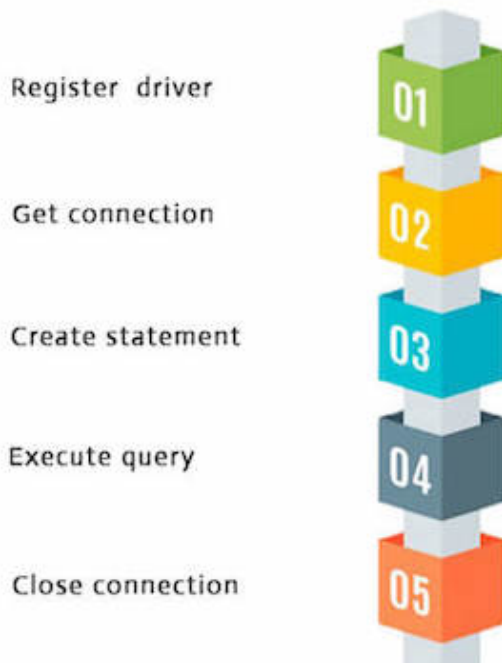 Register driver
01
Get connection
02
Create statement
03
Execute query
04
Close connection
05